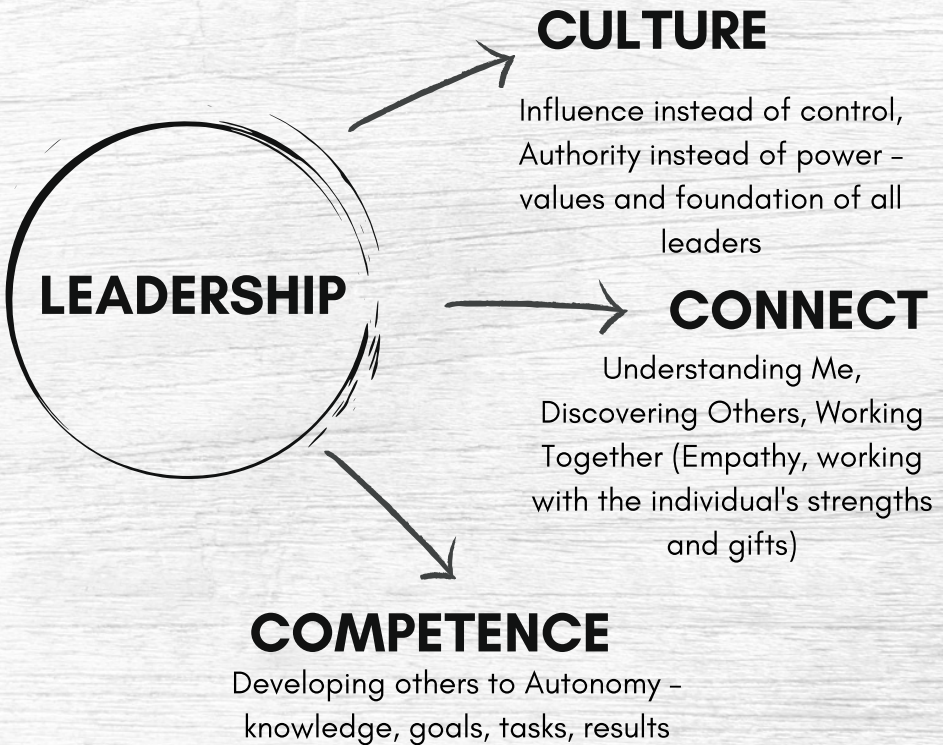 CULTURE
Influence instead of control,
Authority instead of power -
values and foundation of all
leaders
LEADERSHIP
CONNECT
Understanding Me,
Discovering Others, Working
Together (Empathy, working
with the individual's strengths
and gifts)
COMPETENCE
Developing others to Autonomy -
knowledge, goals, tasks, results